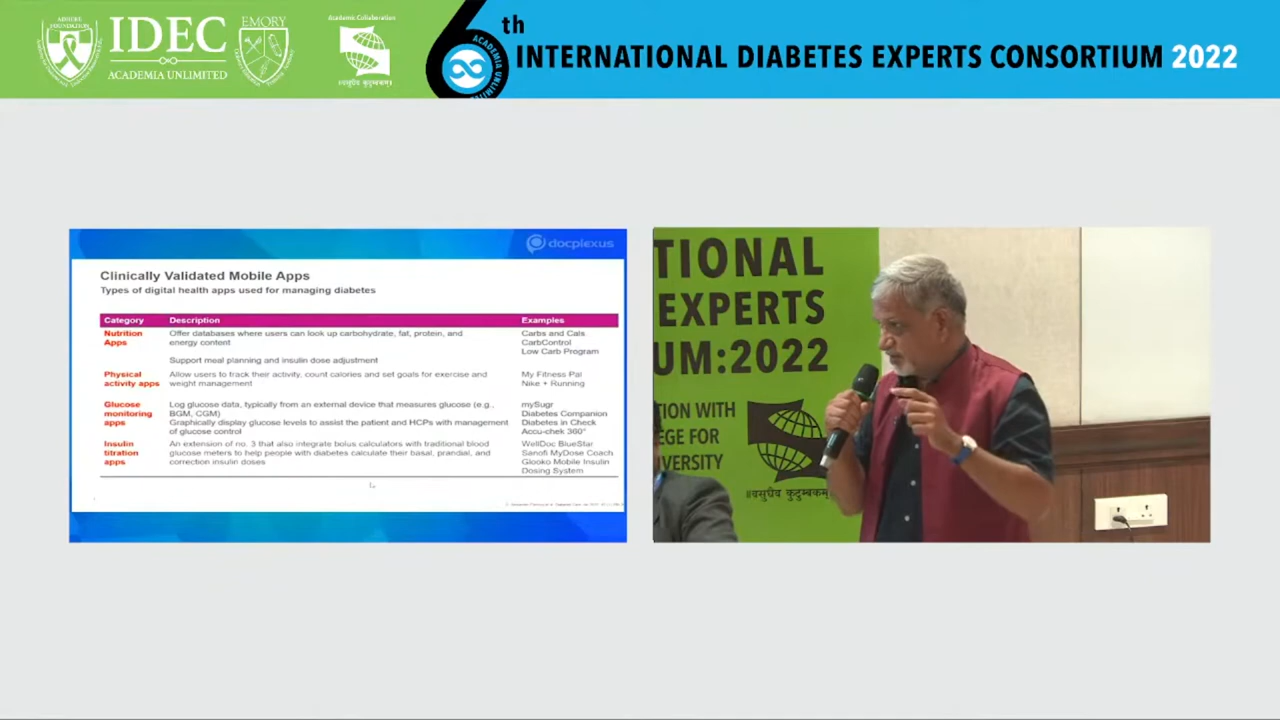 ADHERE
FOUNDATION
IDEC
ACADEMIA UNLIMITED
EMORY
Academic Collaboration
॥वसुधैव कुटुम्बकम्॥
6th INTERNATIONAL DIABETES EXPERTS CONSORTIUM 2022
docplexus
Clinically Validated Mobile Apps
Types of digital health apps used for managing diabetes
Category Description Examples
Nutrition Apps
Offer databases where users can look up carbohydrate, fat, protein, and
energy content
Support meal planning and insulin dose adjustment
Carbs and Cals
CarbControl
Low Carb Program
Physical
activity apps
Allow users to track their activity, count calories and set goals for exercise and
weight management
My Fitness Pal
Nike + Running
Glucose
monitoring
apps
Log glucose data, typically from an external device that measures glucose (e.g.,
BGM, CGM)
Graphically display glucose levels to assist the patient and HCPs with management
of glucose control
mySugr
Diabetes Companion
Diabetes in Check
Accu-chek 360°
Insulin
titration
apps
An extension of no. 3 that also integrate bolus calculators with traditional blood
glucose meters to help people with diabetes calculate their basal, prandial, and
correction insulin doses
WellDoc BlueStar
Sanofi MyDose Coach
Glooko Mobile Insulin
Dosing System
TIONAL
EXPERTS
UM:2022
TION WITH
EGE FOR
VERSITY
॥वसुधैव कुटुम्बकम्